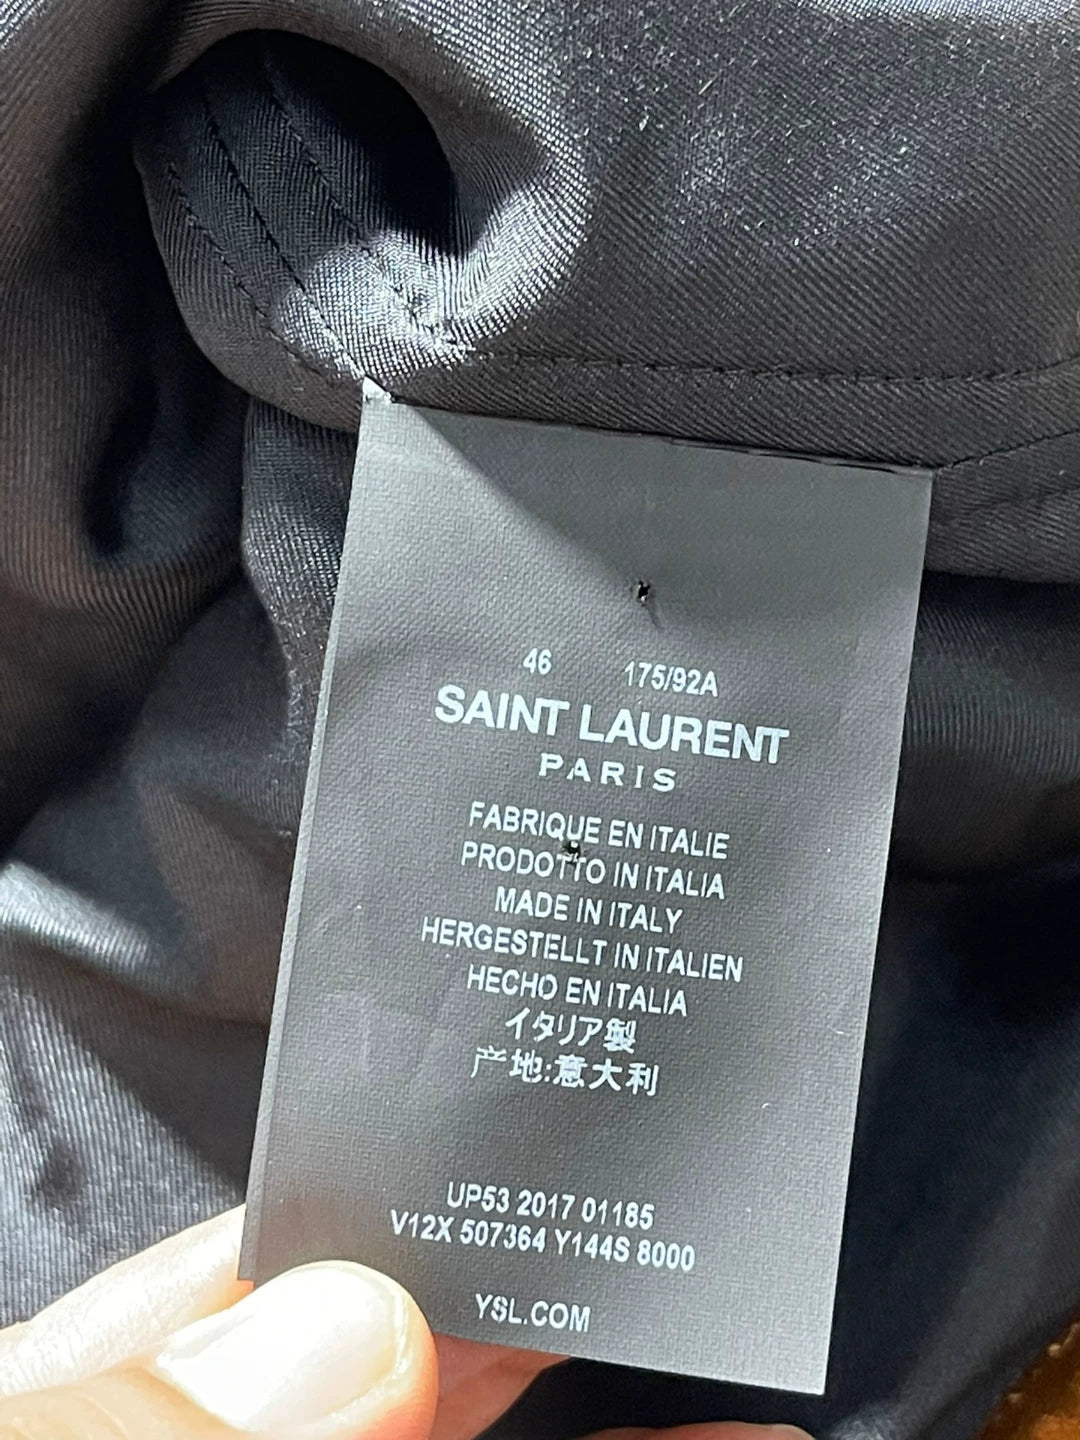 46 175/92A
SAINT LAURENT
PARIS
FABRIQUE EN ITALIE
PRODOTTO IN ITALIA
MADE IN ITALY
HERGESTELLT IN ITALIEN
HECHO EN ITALIA
イタリア製
产地:意大利
UP53 2017 01185
V12X 507364 Y144S 8000
YSL.COM